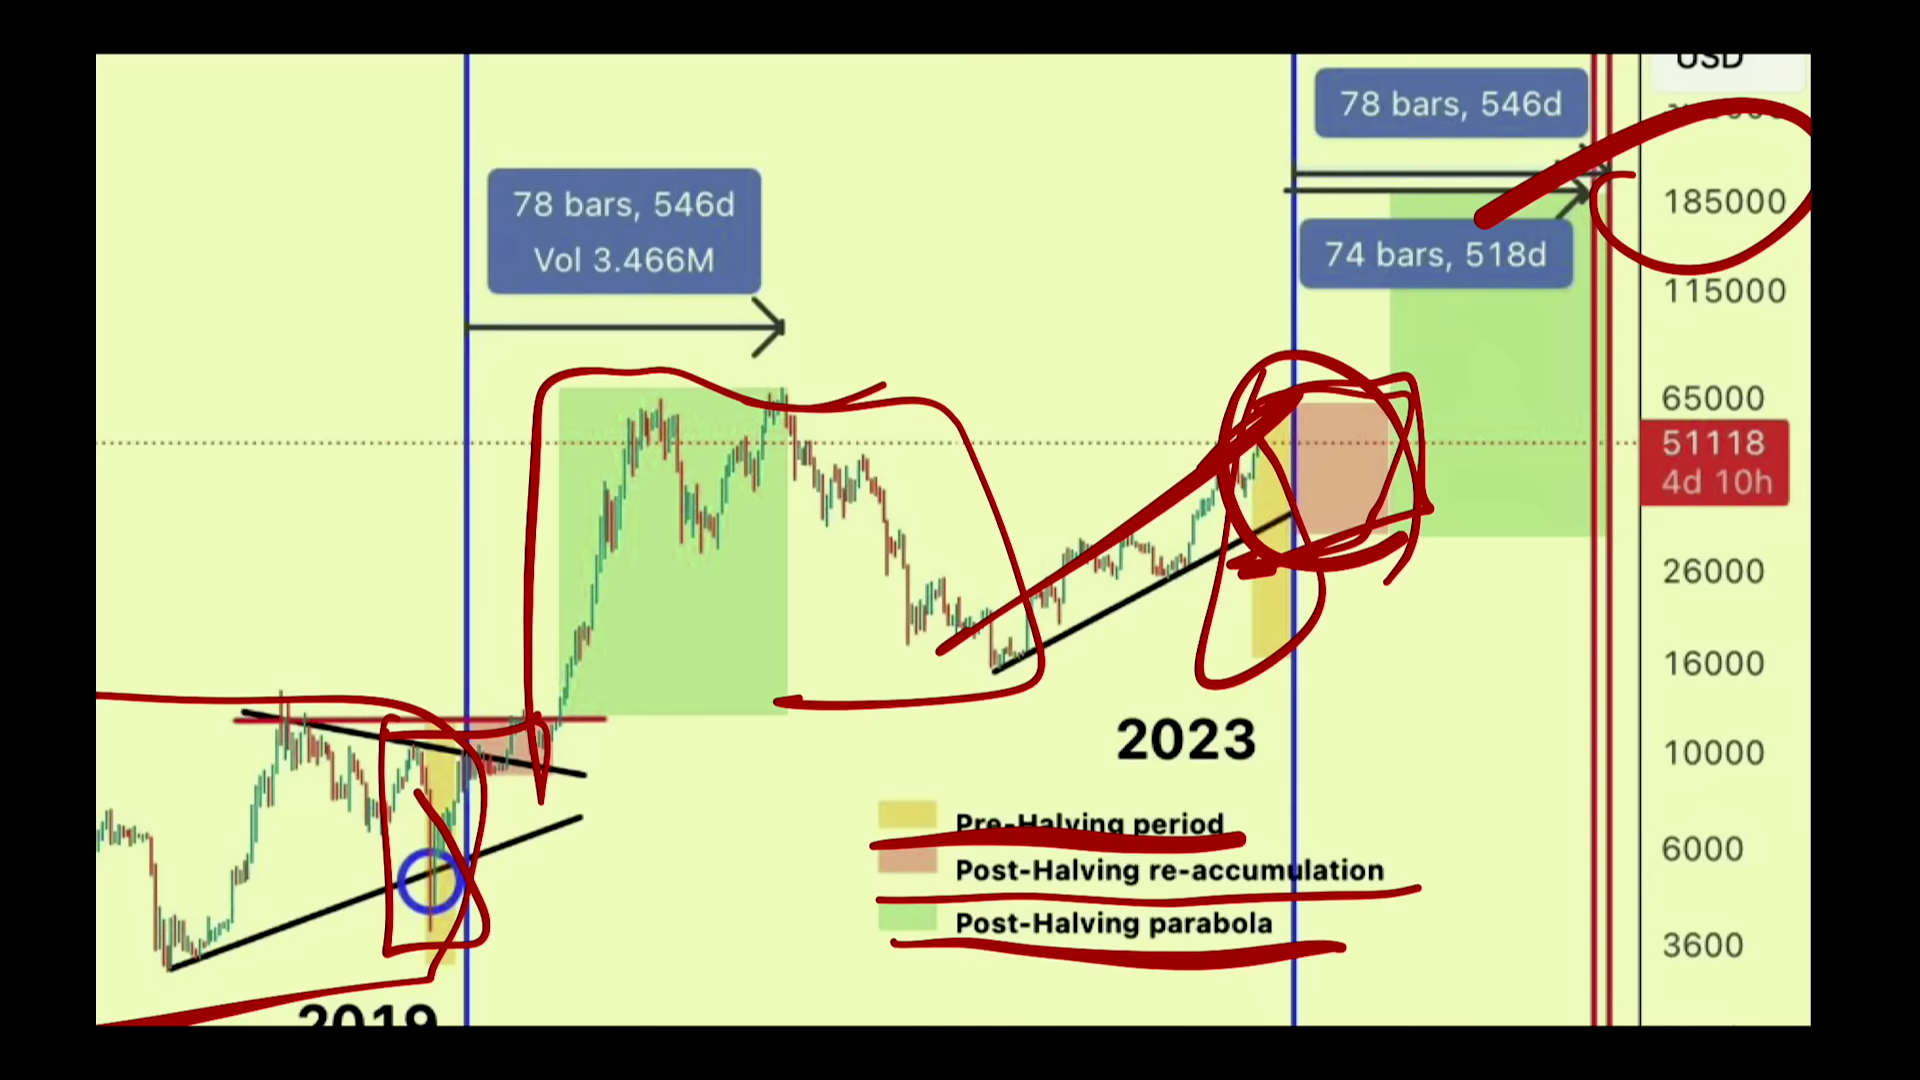 USD
78 bars, 546d
78 bars, 546d
Vol 3.466M
185000
74 bars, 518d
115000
65000
51118
4d 10h
26000
16000
2023
10000
Pre-Halving period
6000
Post-Halving re-accumulation
Post-Halving parabola
3600
2019